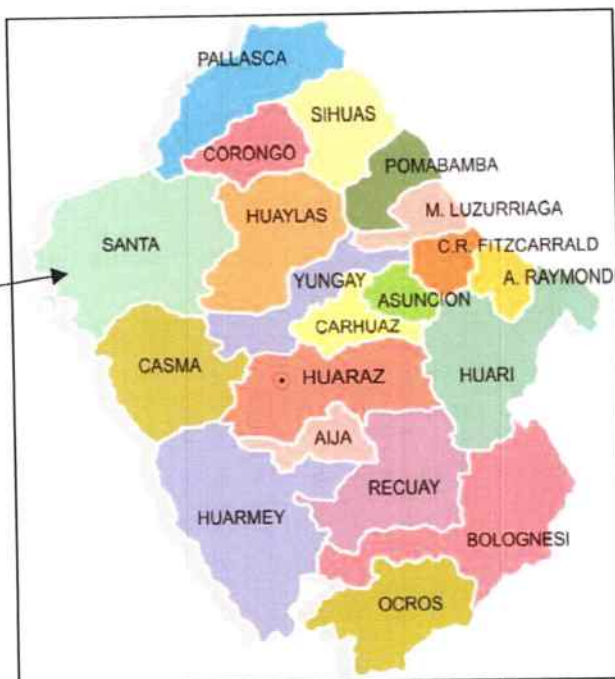 PALLASCA
SIHUAS
CORONGO
POMABAMBA
HUAYLAS
M. LUZURRIAGA
SANTA
C.R. FITZCARRALD
YUNGAY
A. RAYMOND
ASUNCION
CARHUAZ
CASMA
HUARAZ
HUARI
AIJA
RECUAY
HUARMEY
BOLOGNESI
OCROS